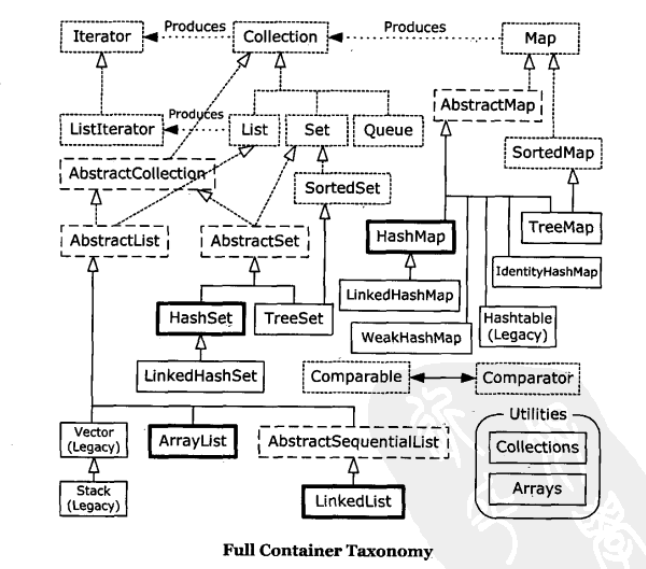 Produces
Produces
Iterator
Collection
Map
AbstractMap
Produces
ListIterator
List
Set
Queue
SortedMap
AbstractCollection
SortedSet
AbstractList
AbstractSet
HashMap
TreeMap
IdentityHashMap
LinkedHashMap
HashSet
TreeSet
Hashtable
(Legacy)
WeakHashMap
LinkedHashSet
Comparable
Comparator
Utilities
Vector
(Legacy)
ArrayList
AbstractSequentialList
Collections
Arrays
Stack
(Legacy)
LinkedList
Full Container Taxonomy